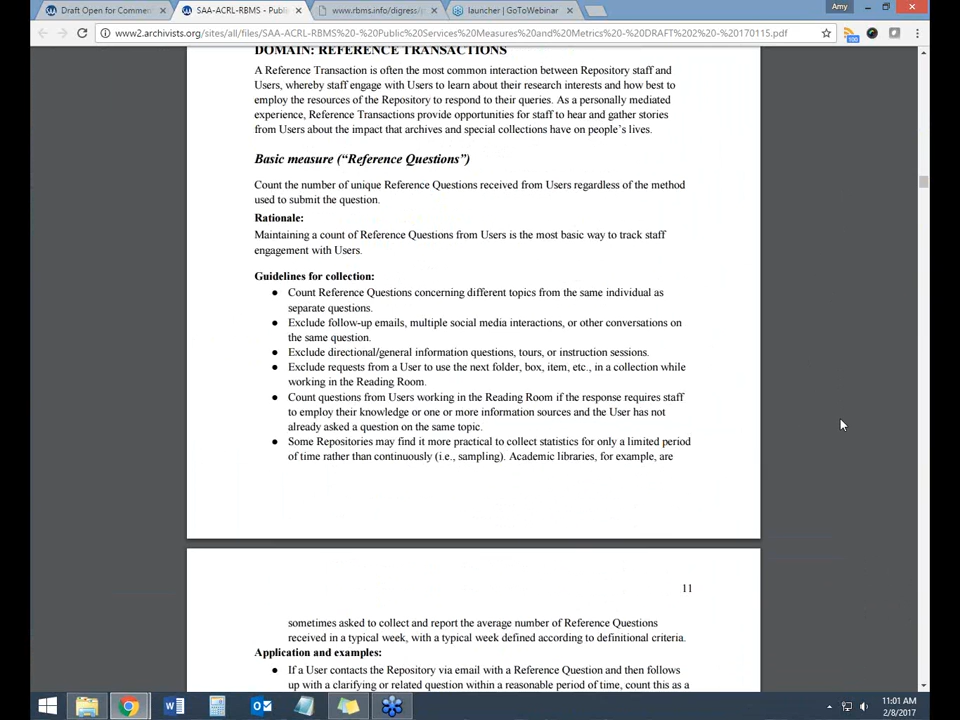 Draft Open for Commen
SAA-ACRL-RBMS - Publi
www.rbms.info/digress/p
launcher | GoToWebinar
Amy
www2.archivists.org/sites/all/files/SAA-ACRL-RBMS%20-%20Public%20Services%20Measures%20and%20Metrics%20-%20DRAFT%202%20-%2020170115.pdf
100
DOMAIN: REFERENCE TRANSACTIONS
A Reference Transaction is often the most common interaction between Repository staff and
Users, whereby staff engage with Users to learn about their research interests and how best to
employ the resources of the Repository to respond to their queries. As a personally mediated
experience, Reference Transactions provide opportunities for staff to hear and gather stories
from Users about the impact that archives and special collections have on people's lives.
Basic measure (“Reference Questions”)
Count the number of unique Reference Questions received from Users regardless of the method
used to submit the question.
Rationale:
Maintaining a count of Reference Questions from Users is the most basic way to track staff
engagement with Users.
Guidelines for collection:
● Count Reference Questions concerning different topics from the same individual as
separate questions.
● Exclude follow-up emails, multiple social media interactions, or other conversations on
the same question.
● Exclude directional/general information questions, tours, or instruction sessions.
● Exclude requests from a User to use the next folder, box, item, etc., in a collection while
working in the Reading Room.
● Count questions from Users working in the Reading Room if the response requires staff
to employ their knowledge or one or more information sources and the User has not
already asked a question on the same topic.
● Some Repositories may find it more practical to collect statistics for only a limited period
of time rather than continuously (i.e., sampling). Academic libraries, for example, are
11
sometimes asked to collect and report the average number of Reference Questions
received in a typical week, with a typical week defined according to definitional criteria.
Application and examples:
● If a User contacts the Repository via email with a Reference Question and then follows
up with a clarifying or related question within a reasonable period of time, count this as a
11:01 AM
2/8/2017